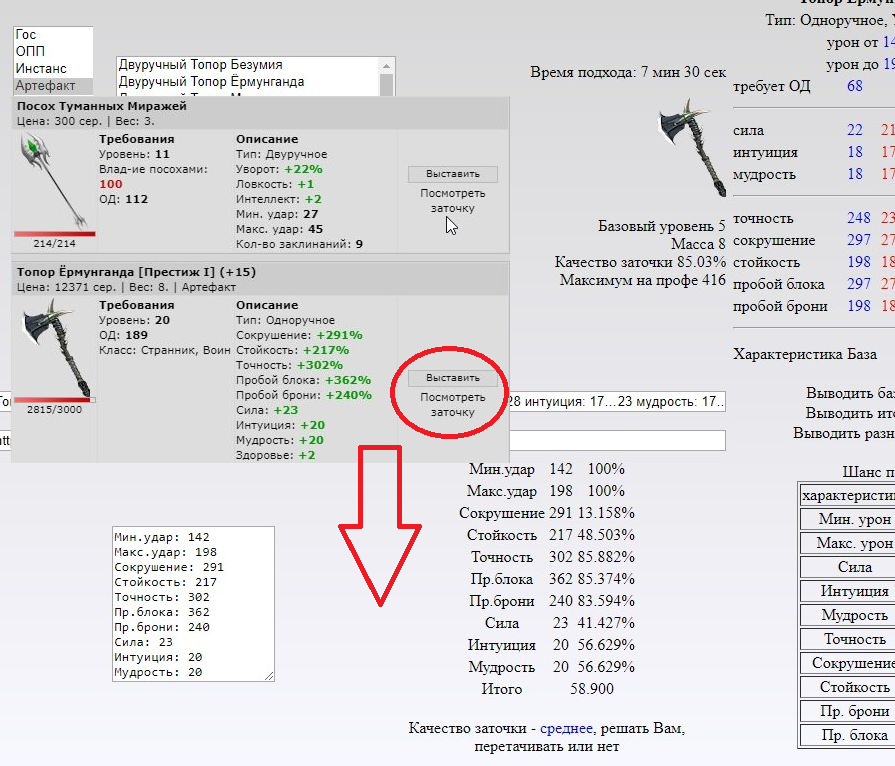 Топор Ёрмун
Тип: Одноручное,
урон от 14
урон до 19
требует ОД 68
Гос
ОПП
Инстанс
Артефакт
Двуручный Топор Безумия
Двуручный Топор Ёрмунганда
Время подхода: 7 мин 30 сек
сила 22 21
интуиция 18 17
мудрость 18 17
Посох Туманных Миражей
Цена: 300 сер. | Вес: 3.
Требования
Уровень: 11
Влад-ие посохами:
100
ОД: 112
214/214
Описание
Тип: Двуручное
Уворот: +22%
Ловкость: +1
Интеллект: +2
Мин. удар: 27
Макс. удар: 45
Кол-во заклинаний: 9
Выставить
Посмотреть
заточку
Базовый уровень 5
Масса 8
Качество заточки 85.03%
Максимум на профе 416
точность 248 23
сокрушение 297 27
стойкость 198 18
пробой блока 297 27
пробой брони 198 18
Характеристика База
Топор Ёрмунганда [Престиж I] (+15)
Цена: 12371 сер. | Вес: 8. | Артефакт
Требования
Уровень: 20
ОД: 189
Класс: Странник, Воин
2815/3000
Описание
Тип: Одноручное
Сокрушение: +291%
Стойкость: +217%
Точность: +302%
Пробой блока: +362%
Пробой брони: +240%
Сила: +23
Интуиция: +20
Мудрость: +20
Здоровье: +2
Выставить
Посмотреть
заточку
28 интуиция: 17...23 мудрость: 17..
Выводить ба
Выводить ит
Выводить разн
Мин.удар 142 100%
Макс.удар 198 100%
Сокрушение 291 13.158%
Стойкость 217 48.503%
Точность 302 85.882%
Пр.блока 362 85.374%
Пр.брони 240 83.594%
Сила 23 41.427%
Интуиция 20 56.629%
Мудрость 20 56.629%
Итого 58.900
Мин.удар: 142
Макс.удар: 198
Сокрушение: 291
Стойкость: 217
Точность: 302
Пр.блока: 362
Пр.брони: 240
Сила: 23
Интуиция: 20
Мудрость: 20
Качество заточки - среднее, решать Вам,
перетачивать или нет
Шанс п
характеристи
Мин. урон
Макс. урон
Сила
Интуиция
Мудрость
Точность
Сокрушение
Стойкость
Пр. брони
Пр. блока